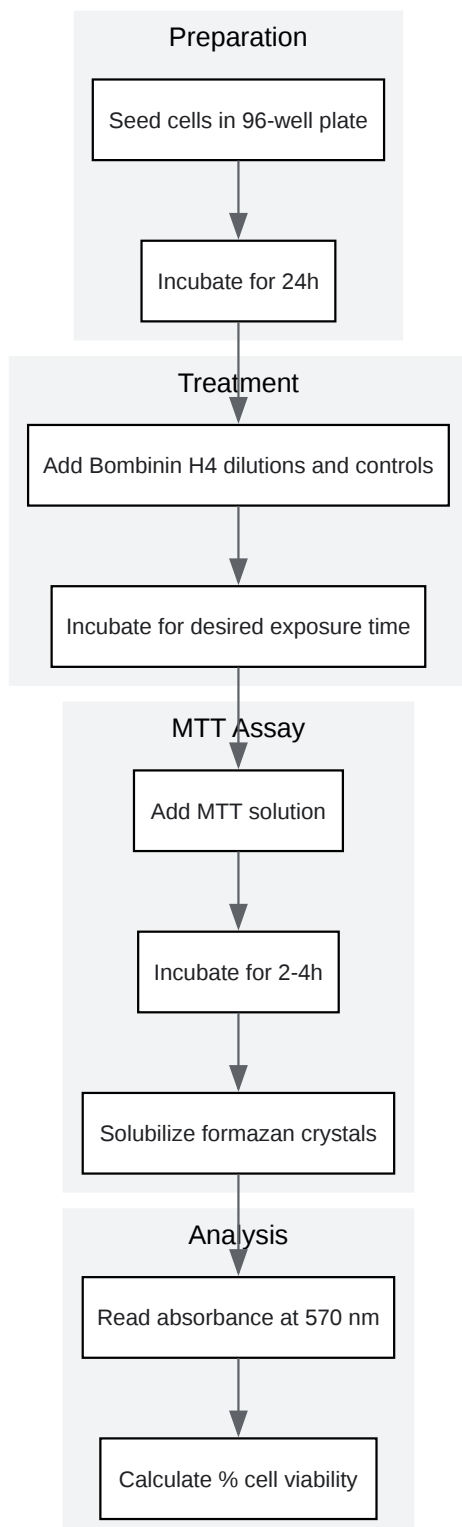 Preparation
Seed cells in 96-well plate
Incubate for 24h
Treatment
Add Bombinin H4 dilutions and controls
Incubate for desired exposure time
MTT Assay
Add MTT solution
Incubate for 2-4h
Solubilize formazan crystals
Analysis
Read absorbance at 570 nm
Calculate % cell viability